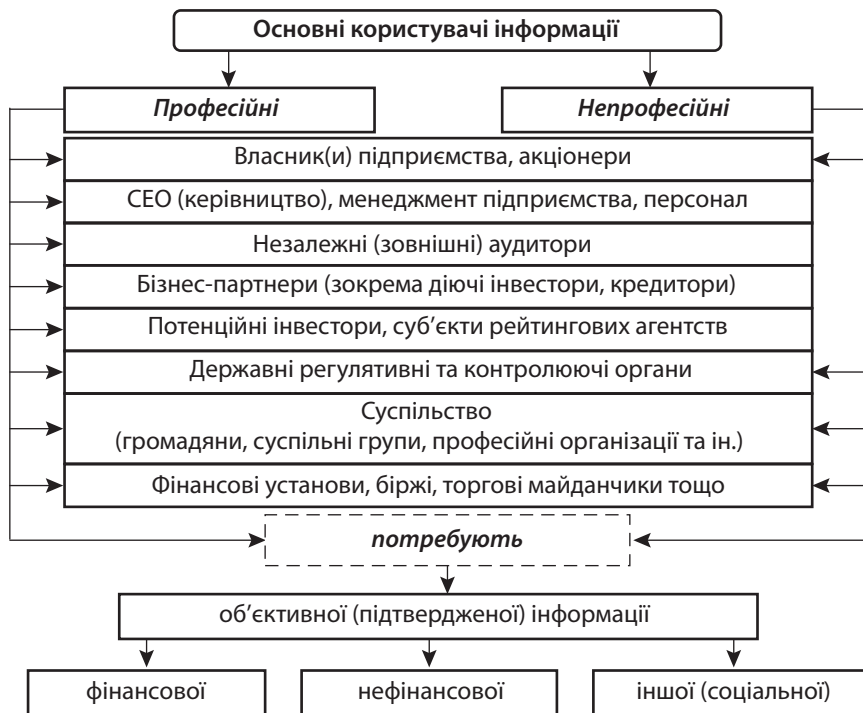 Основні користувачі інформації
Професійні
Непрофесійні
Власник(и) підприємства, акціонери
СЕО (керівництво), менеджмент підприємства, персонал
Незалежні (зовнішні) аудитори
Бізнес-партнери (зокрема діючі інвестори, кредитори)
Потенційні інвестори, суб’єкти рейтингових агентств
Державні регулятивні та контролюючі органи
Суспільство
(громадяни, суспільні групи, професійні організації та ін.)
Фінансові установи, біржі, торгові майданчики тощо
потребують
об’єктивної (підтвердженої) інформації
фінансової
нефінансової
іншої (соціальної)